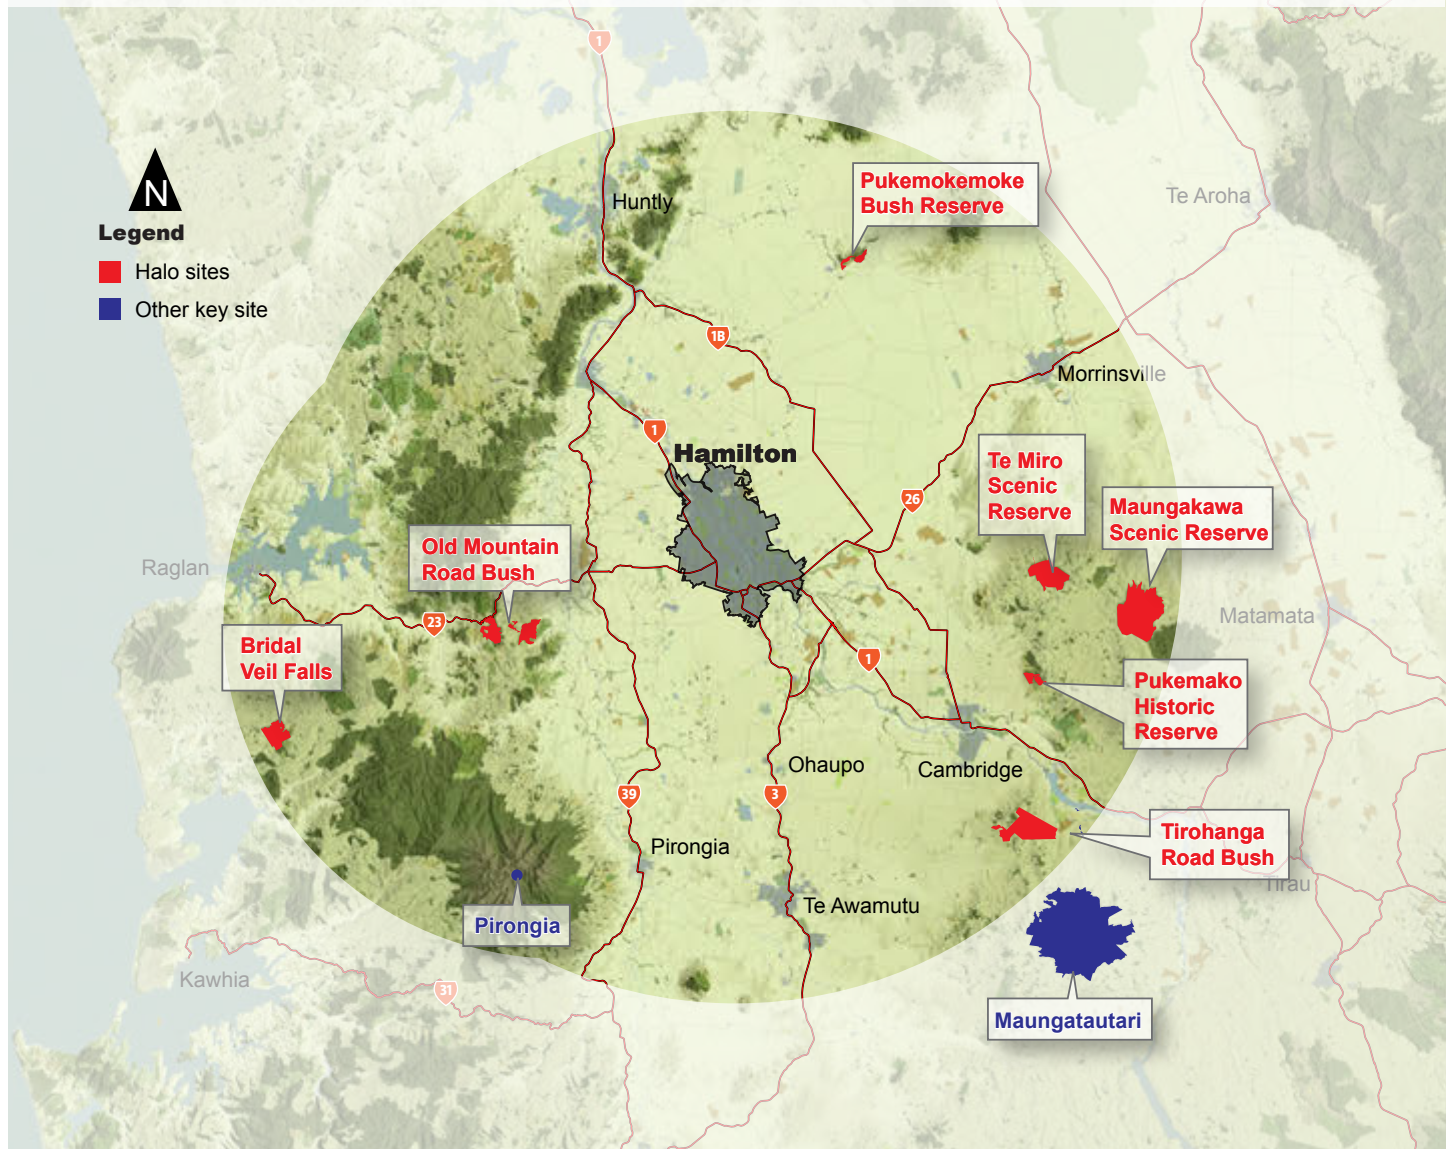 1
N
Legend
Halo sites
Other key site
Huntly
Pukemokemoke
Bush Reserve
Te Aroha
1B
Morrinsville
1
Hamilton
26
Te Miro
Scenic
Reserve
Maungakawa
Scenic Reserve
Old Mountain
Road Bush
Raglan
23
Matamata
Bridal
Veil Falls
1
Pukemako
Historic
Reserve
Ohaupo
Cambridge
39
3
Tirohanga
Road Bush
Pirongia
Tirau
Te Awamutu
Pirongia
Kawhia
31
Maungatautari